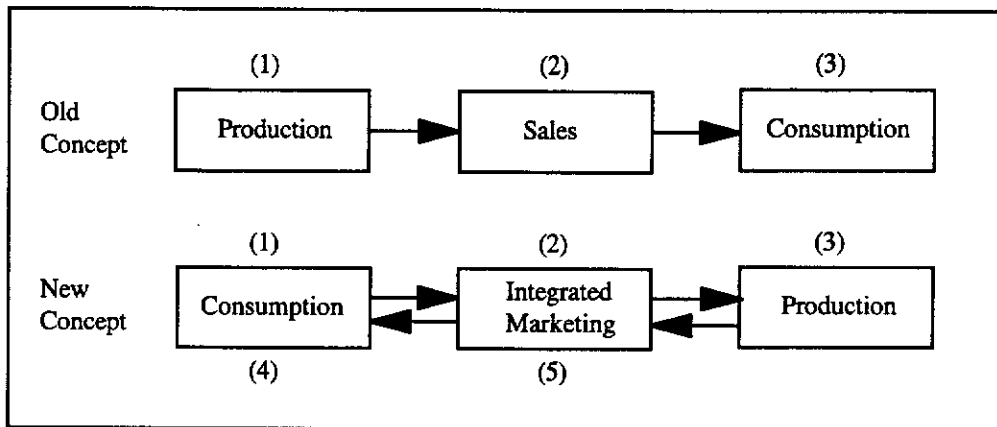 (1) (2) (3)
Old
Concept
Production
Sales
Consumption
(1) (2) (3)
New
Concept
Consumption
Integrated
Marketing
Production
(4) (5)